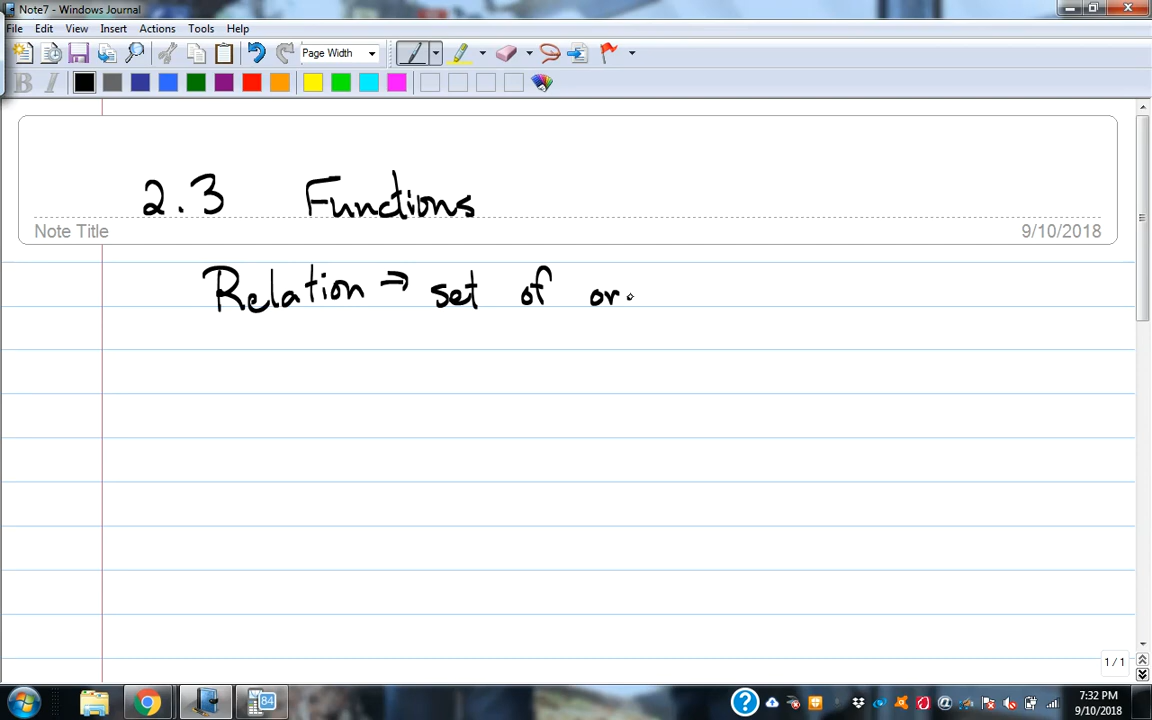 Note7 - Windows Journal
File Edit View Insert Actions Tools Help
Page Width
B I
2.3 Functions
Note Title 9/10/2018
Relation ⇒ set of or
1 / 1
84
7:32 PM
9/10/2018